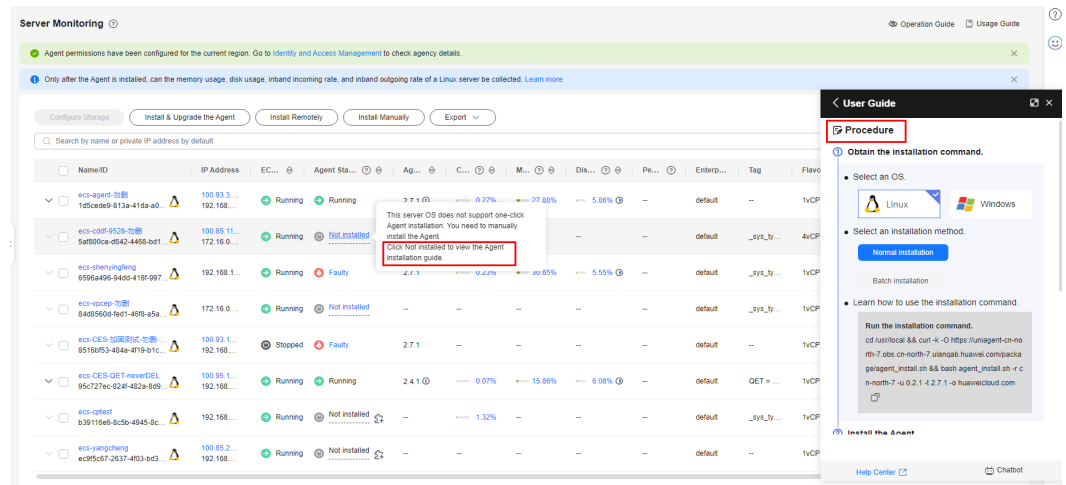 Server Monitoring
Operation Guide
Usage Guide
Agent permissions have been configured for the current region. Go to Identity and Access Management to check agency details.
Only after the Agent is installed, can the memory usage, disk usage, inband incoming rate, and inband outgoing rate of a Linux server be collected. Learn more
Configure Storage
Install & Upgrade the Agent
Install Remotely
Install Manually
Export
Search by name or private IP address by default
Name/ID
IP Address
EC...
Agent Sta...
Ag...
C...
M...
Dis...
Pe...
Enterp...
Tag
Flavo
ecs-agent-勿删
1d5cede9-813a-41da-a0...
100.93.3....
192.168....
Running
Running
2.7.1
0.27%
27.88%
5.86%
--
default
--
1vCP
ecs-cddf-9528-勿删
5af800ce-d642-4468-bd1...
100.85.11...
172.16.0....
Running
Not installed
--
--
default
_sys_ty...
4vCP
This server OS does not support one-click
Agent installation. You need to manually
install the Agent.
Click Not installed to view the Agent
installation guide.
ecs-shenyingfeng
6596a496-94dd-416f-997...
192.168.1...
Running
Faulty
2.7.1
0.23%
30.65%
5.55%
--
default
_sys_ty...
1vCP
ecs-vpcep-勿删
84d8560d-fed1-46f8-a5a...
172.16.0....
Running
Not installed
--
--
--
--
--
default
_sys_ty...
1vCP
ecs-CES-加固测试-勿删-...
8516bf53-484a-4f19-b1c...
100.93.1...
192.168....
Stopped
Faulty
2.7.1
--
--
--
--
default
--
1vCP
ecs-CES-QET-neverDEL
95c727ec-824f-482a-8d9...
100.95.1...
192.168....
Running
Running
2.4.1
0.07%
15.86%
6.08%
--
default
QET = ...
1vCP
ecs-cptest
b39116e6-8c5b-4945-8c...
192.168....
Running
Not installed
--
1.32%
--
--
--
default
_sys_ty...
1vCP
ecs-yangcheng
ec9f5c67-2637-4f03-bd3...
100.85.2...
192.168....
Running
Not installed
--
--
--
--
--
default
--
1vCP
User Guide
Procedure
1 Obtain the installation command.
• Select an OS.
Linux
Windows
• Select an installation method.
Normal installation
Batch installation
• Learn how to use the installation command.
Run the installation command.
cd /usr/local && curl -k -O https://uniagent-cn-no
rth-7.obs.cn-north-7.ulanqab.huawei.com/packa
ge/agent_install.sh && bash agent_install.sh -r c
n-north-7 -u 0.2.1 -t 2.7.1 -o huaweicloud.com
2 Install the Agent
Help Center
Chatbot